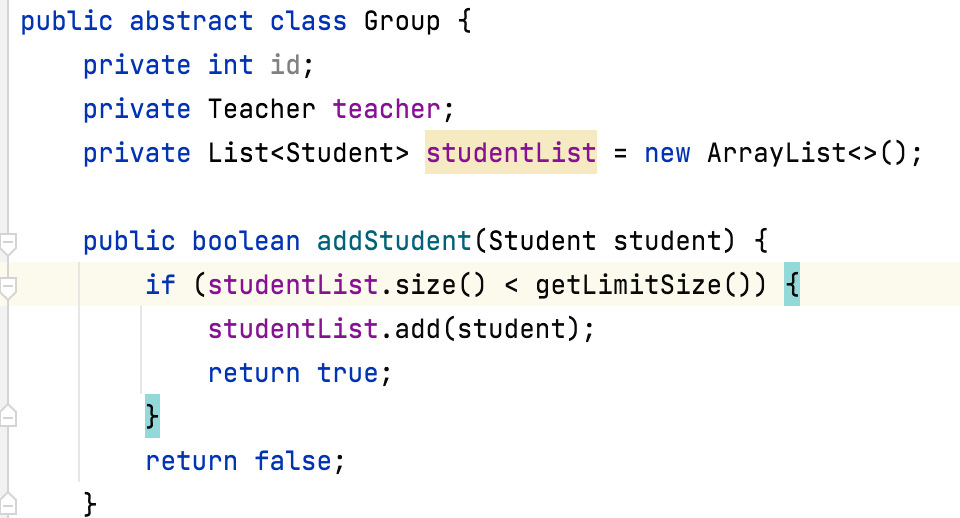 public abstract class Group {
    private int id;
    private Teacher teacher;
    private List<Student> studentList = new ArrayList<>();

    public boolean addStudent(Student student) {
        if (studentList.size() < getLimitSize()) {
            studentList.add(student);
            return true;
        }
        return false;
    }